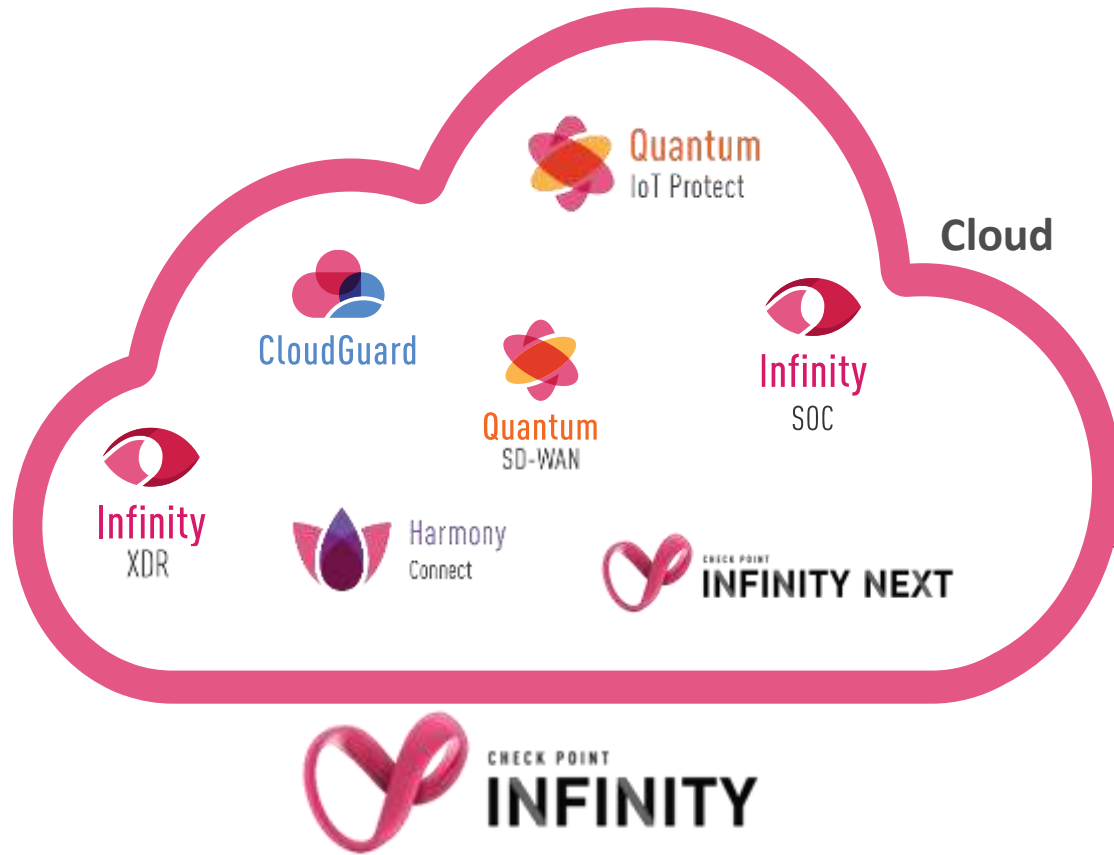 Quantum
IoT Protect
Cloud
CloudGuard
Infinity
SOC
Quantum
SD-WAN
Infinity
XDR
Harmony
Connect
CHECK POINT
INFINITY NEXT
CHECK POINT
INFINITY